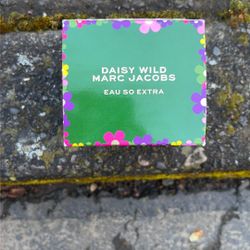 DAISY WILD
MARC JACOBS
EAU SO EXTRA